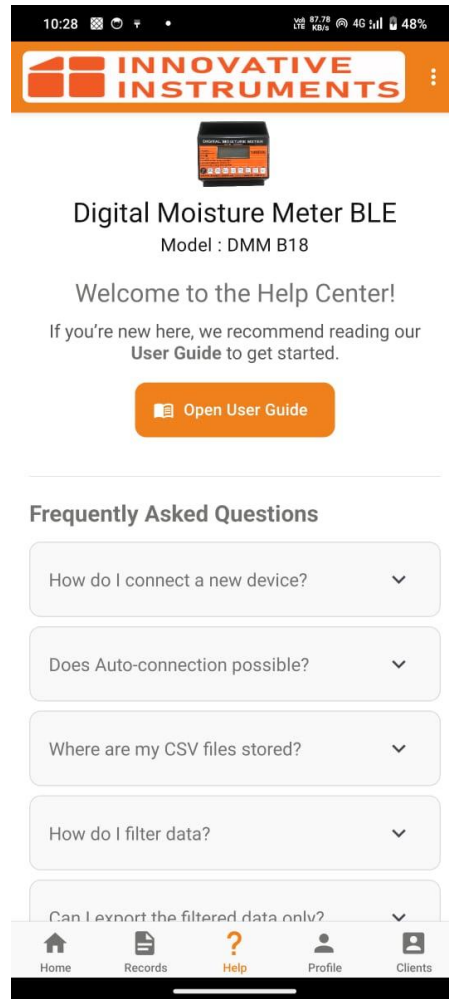 10:28
Vo) LTE 87.78 KB/s 4G 48%
INNOVATIVE
INSTRUMENTS
DIGITAL MOISTURE METER
Digital Moisture Meter BLE
Model : DMM B18
Welcome to the Help Center!
If you’re new here, we recommend reading our
User Guide to get started.
Open User Guide
Frequently Asked Questions
How do I connect a new device?
Does Auto-connection possible?
Where are my CSV files stored?
How do I filter data?
Can I export the filtered data only?
Home Records Help Profile Clients